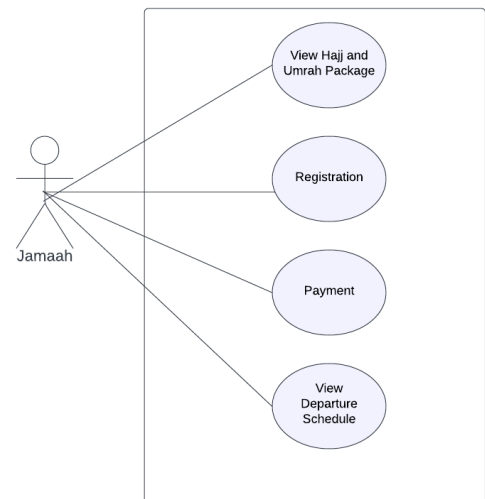 View Hajj and
Umrah Package
Registration
Jamaah
Payment
View
Departure
Schedule